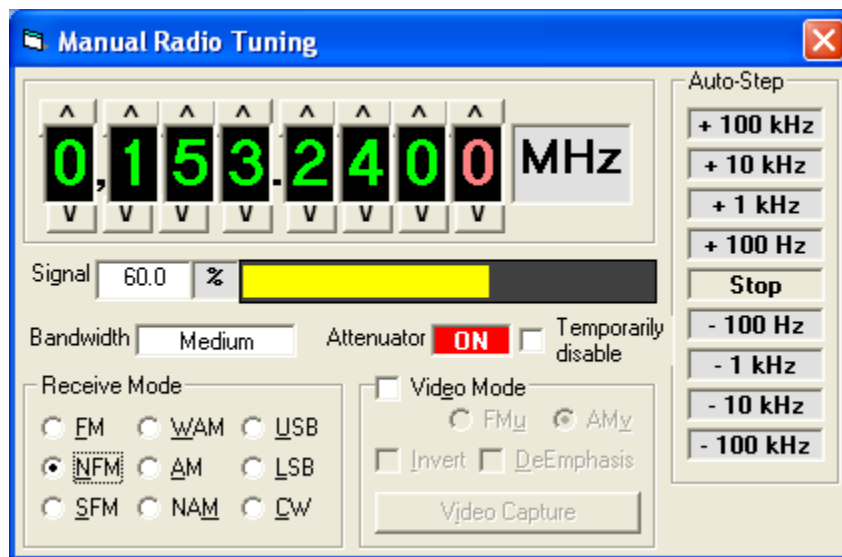 Manual Radio Tuning
Auto-Step
^ ^ ^ ^ ^ ^ ^ ^
0,153.2400 MHz
v v v v v v v v
+ 100 kHz
+ 10 kHz
+ 1 kHz
+ 100 Hz
Stop
- 100 Hz
- 1 kHz
- 10 kHz
- 100 kHz
Signal 60.0 %
Bandwidth Medium Attenuator ON Temporarily
disable
Receive Mode
FM WAM USB
NFM AM LSB
SFM NAM CW
Video Mode
FMu AMv
Invert DeEmphasis
Video Capture